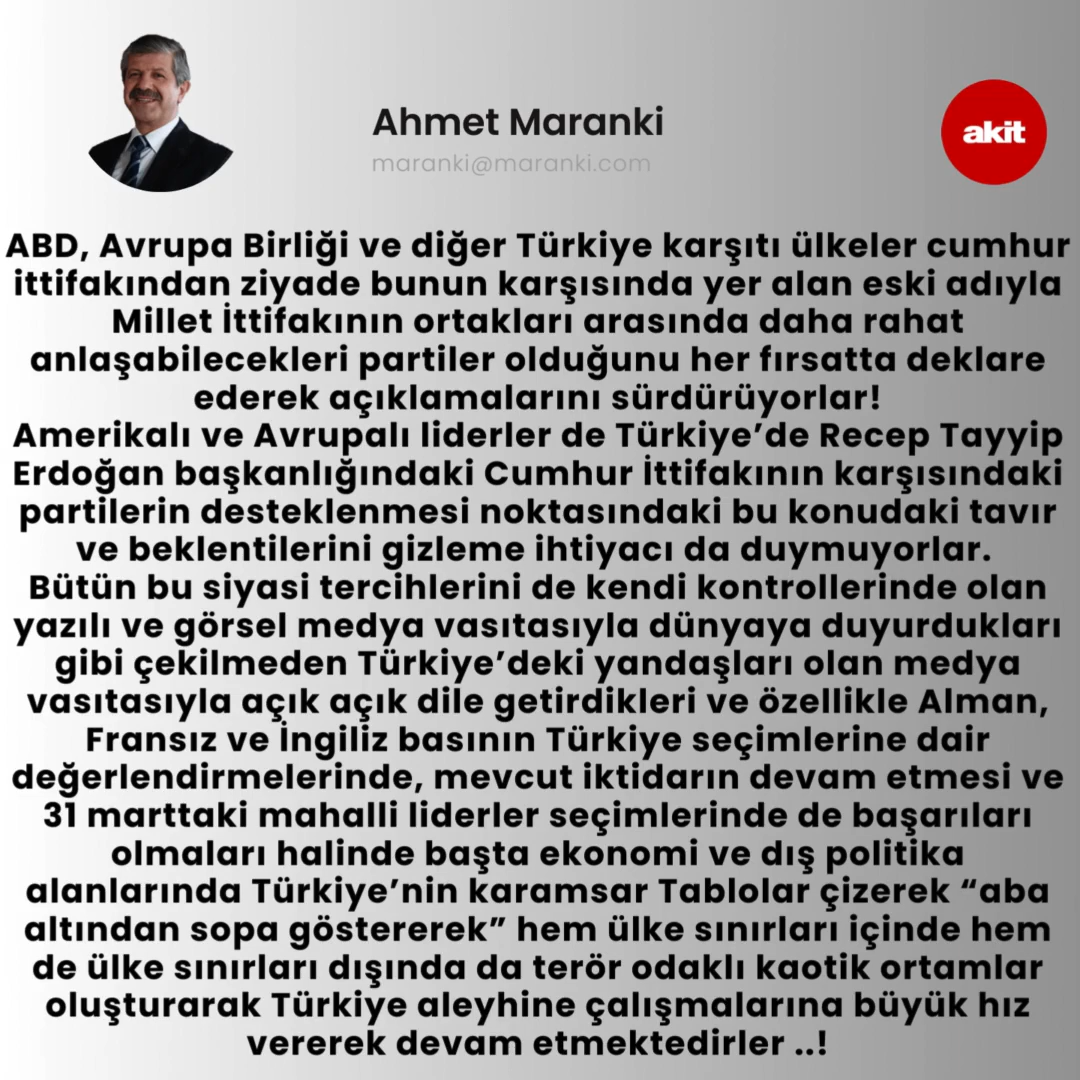 Ahmet Maranki
maranki@maranki.com
akit
ABD, Avrupa Birliği ve diğer Türkiye karşıtı ülkeler cumhur
ittifakından ziyade bunun karşısında yer alan eski adıyla
Millet İttifakının ortakları arasında daha rahat
anlaşabilecekleri partiler olduğunu her fırsatta deklare
ederek açıklamalarını sürdürüyorlar!
Amerikalı ve Avrupalı liderler de Türkiye’de Recep Tayyip
Erdoğan başkanlığındaki Cumhur İttifakının karşısındaki
partilerin desteklenmesi noktasındaki bu konudaki tavır
ve beklentilerini gizleme ihtiyacı da duymuyorlar.
Bütün bu siyasi tercihlerini de kendi kontrollerinde olan
yazılı ve görsel medya vasıtasıyla dünyaya duyurdukları
gibi çekilmeden Türkiye’deki yandaşları olan medya
vasıtasıyla açık açık dile getirdikleri ve özellikle Alman,
Fransız ve İngiliz basının Türkiye seçimlerine dair
değerlendirmelerinde, mevcut iktidarın devam etmesi ve
31 marttaki mahalli liderler seçimlerinde de başarıları
olmaları halinde başta ekonomi ve dış politika
alanlarında Türkiye’nin karamsar Tablolar çizerek “aba
altından sopa göstererek” hem ülke sınırları içinde hem
de ülke sınırları dışında da terör odaklı kaotik ortamlar
oluşturarak Türkiye aleyhine çalışmalarına büyük hız
vererek devam etmektedirler ..!